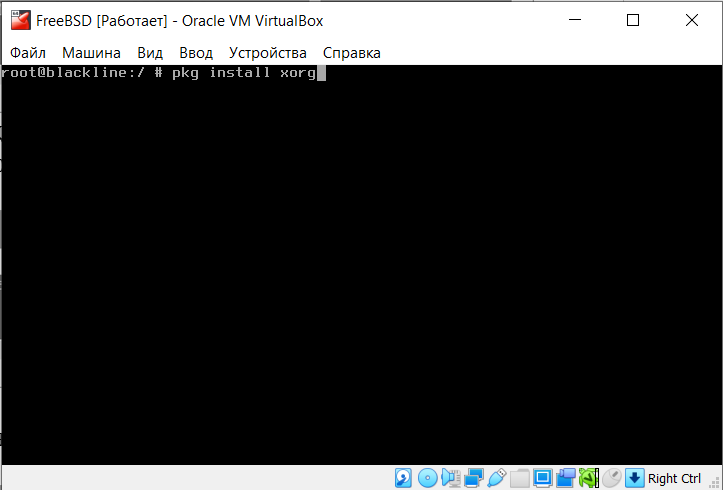 FreeBSD [Работает] - Oracle VM VirtualBox
Файл Машина Вид Ввод Устройства Справка
root@blackline:/ # pkg install xorg
Right Ctrl